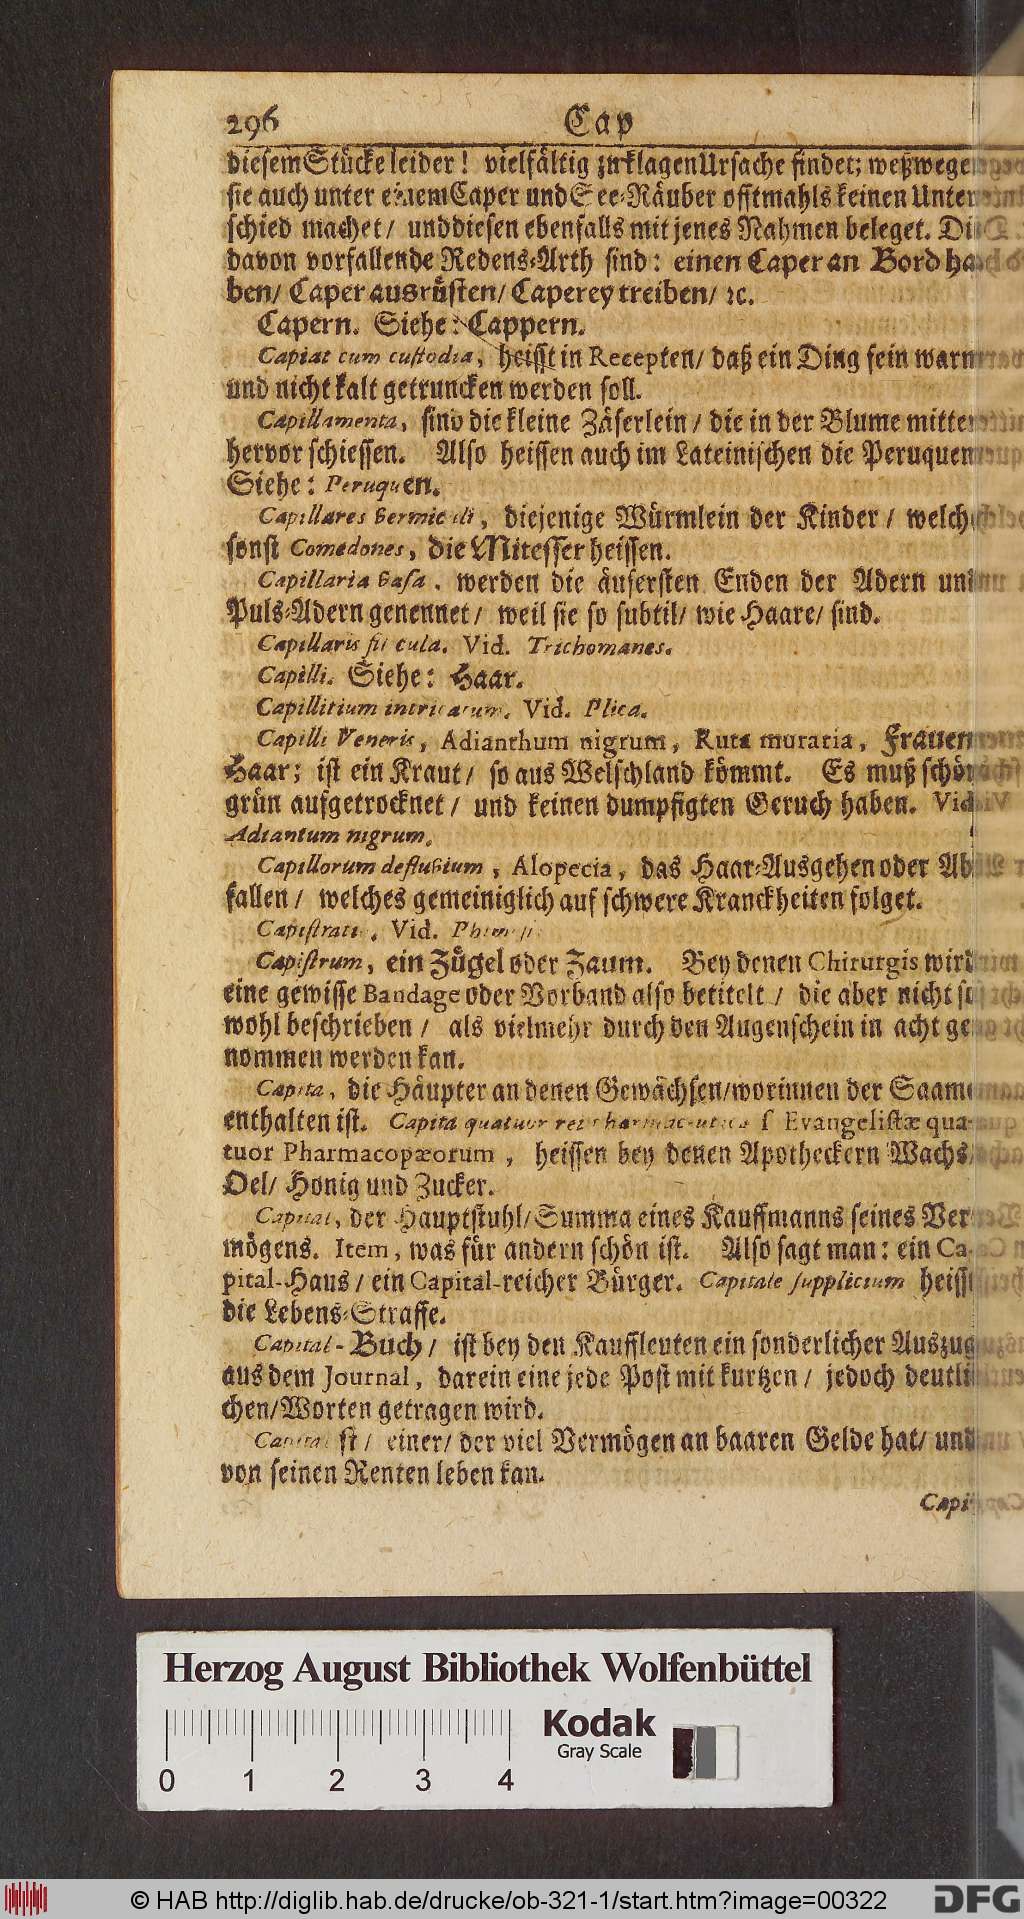 296 Cap
diesem Stücke leider! vielfältig zu klagen Ursache findet; weßwege
sie auch unter einem Caper und See-Räuber offtmahls keinen Unter
schied machet/ und diesen ebenfalls mit jenes Nahmen beleget. Di
davon vorfallende Redens-Arth sind: einen Caper an Bord ha
ben/ Caper ausrüsten/ Caperey treiben/ ꝛc.
Capern. Siehe: Cappern.
Capiat cum custodia, heisst in Recepten/ daß ein Ding fein warm
und nicht kalt getruncken werden soll.
Capillamenta, sind die kleine Zäserlein/ die in der Blume mitten
hervor schiessen. Also heissen auch im Lateinischen die Peruquen
Siehe: Peruquen.
Capillares vermiculi, diejenige Würmlein der Kinder/ welche
sonst Comedones, die Mitesser heissen.
Capillaria vasa. werden die äusersten Enden der Adern und
Puls-Adern genennet/ weil sie so subtil/ wie Haare/ sind.
Capillaris Vid. Trichomanes.
Capilli. Siehe: Haar.
Capillitium intricatum. Vid. Plica.
Capilli Veneris, Adianthum nigrum, Ruta muraria, Frauen
Haar; ist ein Kraut/ so aus Welschland kömmt. Es muß schön
grün aufgetrocknet/ und keinen dumpfigten Geruch haben. Vid
Adiantum nigrum.
Capillorum defluvium, Alopecia, das Haar-Ausgehen oder Ab
fallen/ welches gemeiniglich auf schwere Kranckheiten folget.
Vid.
Capistrum, ein Zügel oder Zaum. Bey denen Chirurgis wird
eine gewisse Bandage oder Vorband also betitelt/ die aber nicht so
wohl beschrieben/ als vielmehr durch den Augenschein in acht ge
nommen werden kan.
Capita, die Häupter an denen Gewächsen/worinnen der Saame
enthalten ist. Capita quatuor rei pharmaceuticæ s Evangelistæ qua-
tuor Pharmacopæorum, heissen bey denen Apotheckern Wachs
Oel/ Honig und Zucker.
Capital, der Hauptstuhl/ Summa eines Kauffmanns seines Ver
mögens. Item, was für andern schön ist. Also sagt man: ein Ca-
pital-Haus/ ein Capital-reicher Bürger. Capitale supplicium heisst
die Lebens-Straffe.
Capital-Buch/ ist bey den Kauffleuten ein sonderlicher Auszug
aus dem Journal, darein eine jede Post mit kurtzen/ jedoch deutli
chen/ Worten getragen wird.
Capitalist/ einer/ der viel Vermögen an baaren Gelde hat/ und
von seinen Renten leben kan.
Capi
Herzog August Bibliothek Wolfenbüttel
Kodak
Gray Scale
0 1 2 3 4
© HAB http://diglib.hab.de/drucke/ob-321-1/start.htm?image=00322
DFG